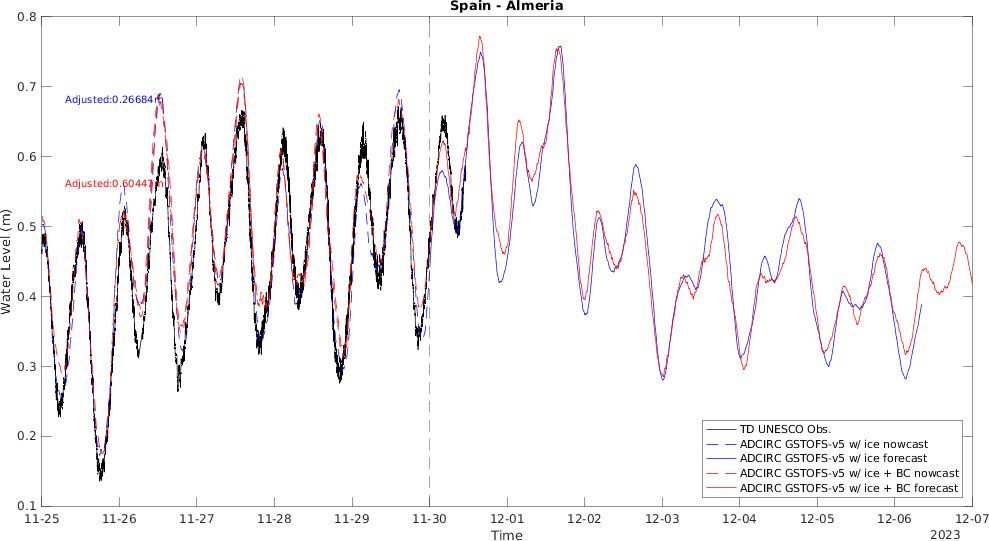 Spain - Almeria
0.8
0.7
0.6
0.5
0.4
0.3
0.2
0.1
Water Level (m)
Adjusted:0.26684m
Adjusted:0.60447m
TD UNESCO Obs.
ADCIRC GSTOFS-v5 w/ ice nowcast
ADCIRC GSTOFS-v5 w/ ice forecast
ADCIRC GSTOFS-v5 w/ ice + BC nowcast
ADCIRC GSTOFS-v5 w/ ice + BC forecast
11-25 11-26 11-27 11-28 11-29 11-30 12-01 12-02 12-03 12-04 12-05 12-06 12-07
Time
2023